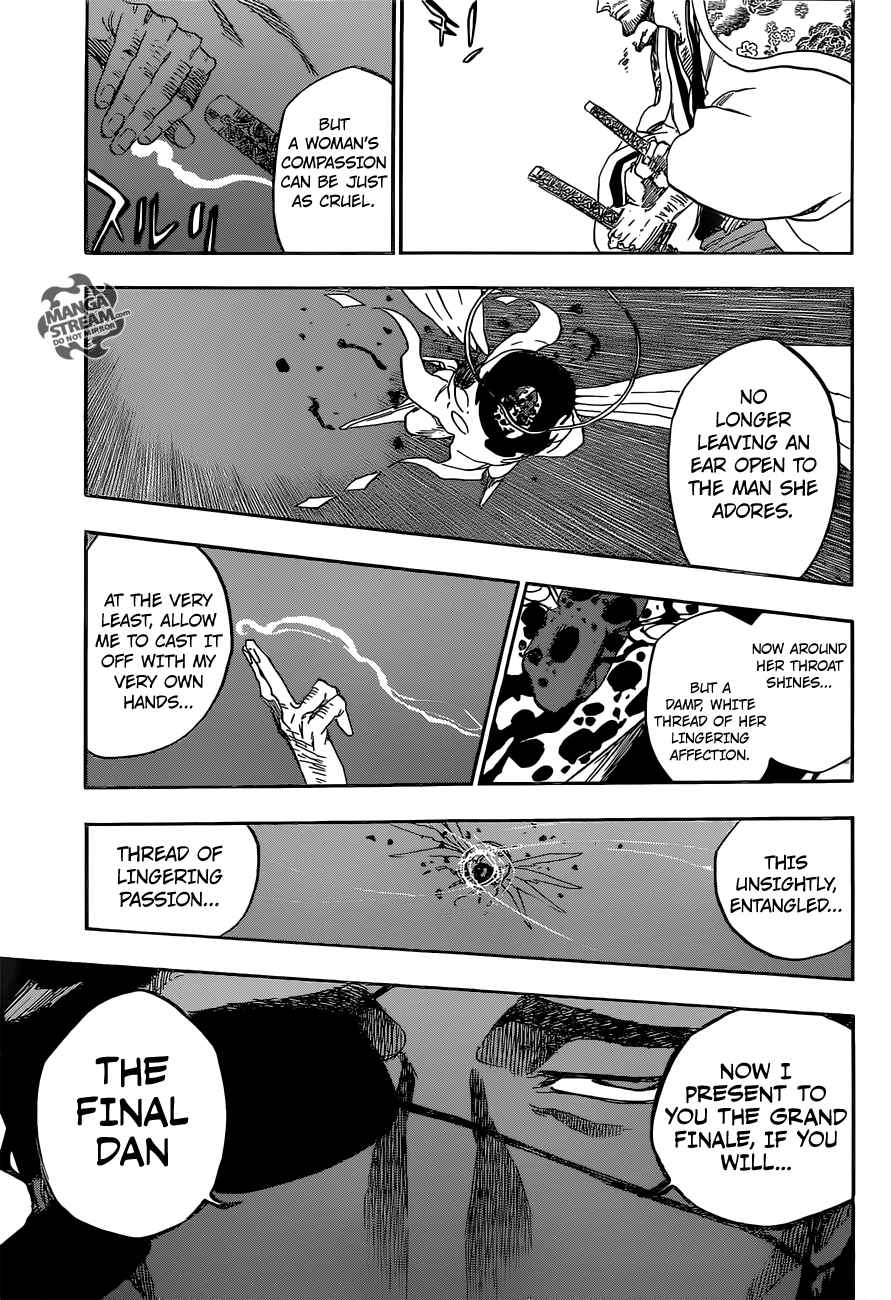 BUT
A WOMAN'S
COMPASSION
CAN BE JUST
AS CRUEL.
スルリ
MANGA
STREAM.com
DO NOT MIRROR
NO
LONGER
LEAVING AN
EAR OPEN TO
THE MAN SHE
ADORES.
NOW AROUND
HER THROAT
SHINES...
BUT A
DAMP, WHITE
THREAD OF HER
LINGERING
AFFECTION.
AT THE VERY
LEAST, ALLOW
ME TO CAST IT
OFF WITH MY
VERY OWN
HANDS...
THIS
UNSIGHTLY,
ENTANGLED...
THREAD OF
LINGERING
PASSION...
NOW I
PRESENT TO
YOU THE GRAND
FINALE, IF YOU
WILL...
THE
FINAL
DAN